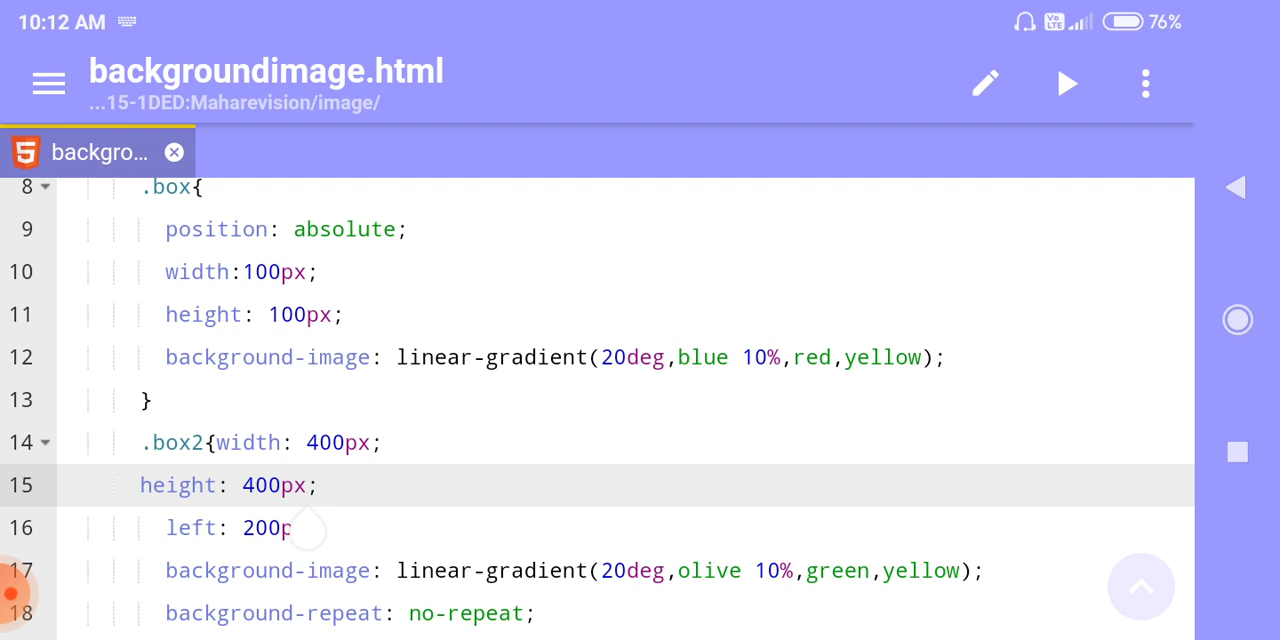 10:12 AM
Vo LTE
76%
backgroundimage.html
...15-1DED:Maharevision/image/
5 backgro...
8 .box{
9 position: absolute;
10 width:100px;
11 height: 100px;
12 background-image: linear-gradient(20deg,blue 10%,red,yellow);
13 }
14 .box2{width: 400px;
15 height: 400px;
16 left: 200p
17 background-image: linear-gradient(20deg,olive 10%,green,yellow);
18 background-repeat: no-repeat;